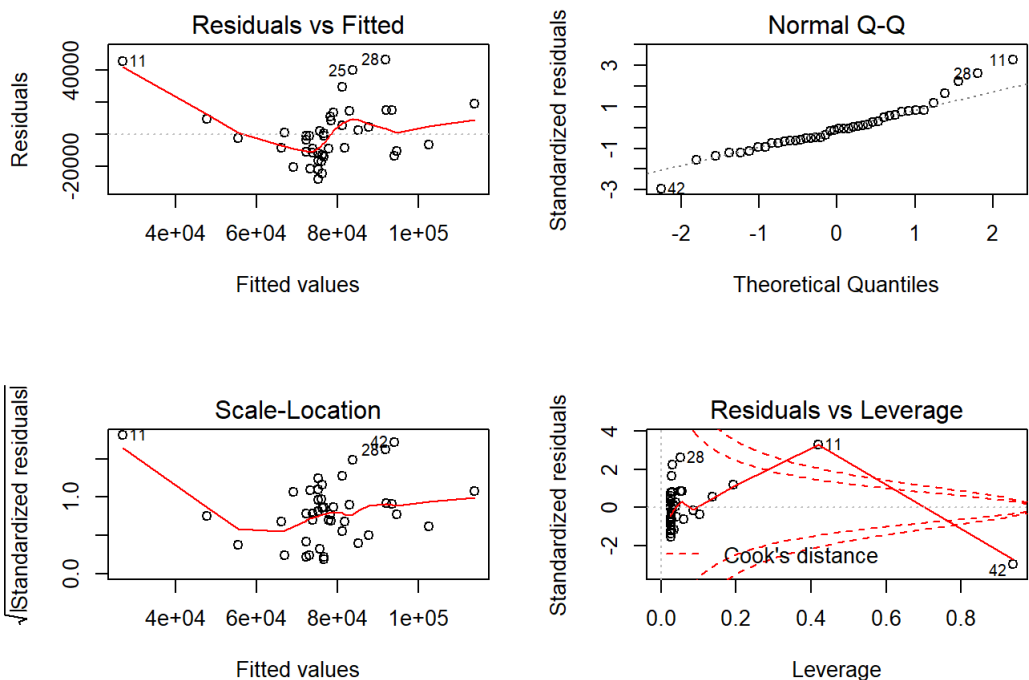 Residuals vs Fitted
Residuals
-20000
40000
11
25
28
4e+04
6e+04
8e+04
1e+05
Fitted values
Normal Q-Q
Standardized residuals
-3
-1
1
3
42
28
11
-2
-1
0
1
2
Theoretical Quantiles
Scale-Location
√|Standardized residuals|
0.0
1.0
11
42
28
4e+04
6e+04
8e+04
1e+05
Fitted values
Residuals vs Leverage
Standardized residuals
-2
0
2
4
28
11
42
Cook's distance
0.0
0.2
0.4
0.6
0.8
Leverage